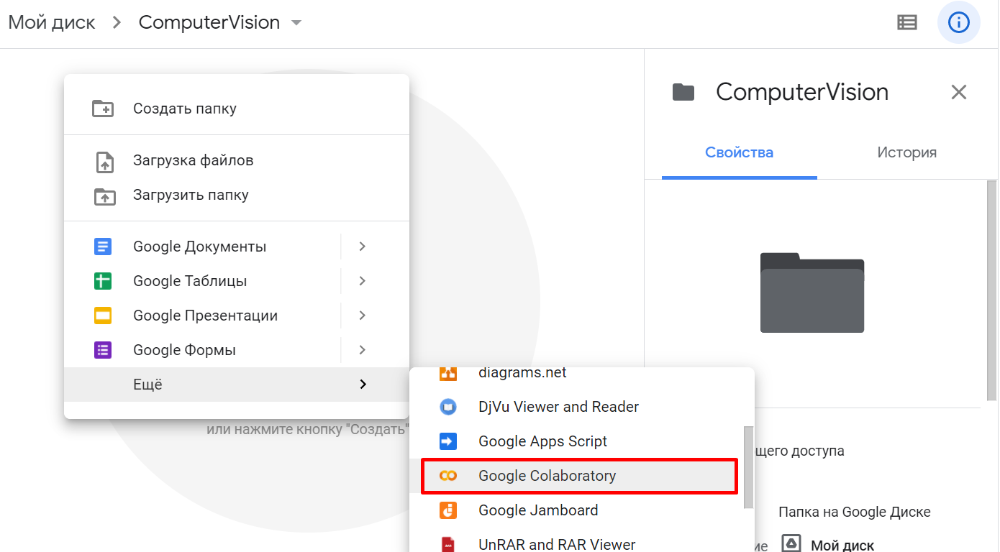 Мой диск
ComputerVision
Создать папку
Загрузка файлов
Загрузить папку
Google Документы
Google Таблицы
Google Презентации
Google Формы
Ещё
или нажмите кнопку "Создать"
diagrams.net
DjVu Viewer and Reader
Google Apps Script
Google Colaboratory
Google Jamboard
UnRAR and RAR Viewer
ComputerVision
Свойства
История
щего доступа
Папка на Google Диске
ие Мой диск